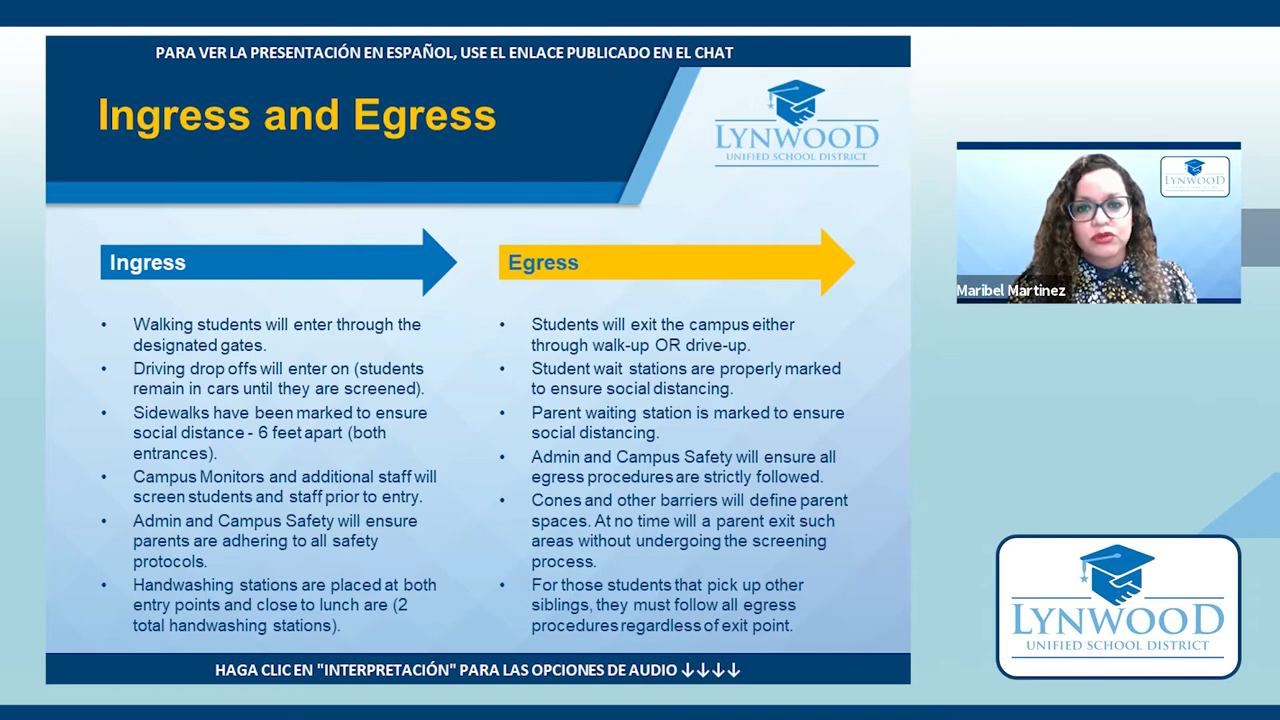 PARA VER LA PRESENTACIÓN EN ESPAÑOL, USE EL ENLACE PUBLICADO EN EL CHAT
Ingress and Egress
LYNWOOD
UNIFIED SCHOOL DISTRICT
Ingress
• Walking students will enter through the
designated gates.
• Driving drop offs will enter on (students
remain in cars until they are screened).
• Sidewalks have been marked to ensure
social distance - 6 feet apart (both
entrances).
• Campus Monitors and additional staff will
screen students and staff prior to entry.
• Admin and Campus Safety will ensure
parents are adhering to all safety
protocols.
• Handwashing stations are placed at both
entry points and close to lunch are (2
total handwashing stations).
Egress
• Students will exit the campus either
through walk-up OR drive-up.
• Student wait stations are properly marked
to ensure social distancing.
• Parent waiting station is marked to ensure
social distancing.
• Admin and Campus Safety will ensure all
egress procedures are strictly followed.
• Cones and other barriers will define parent
spaces. At no time will a parent exit such
areas without undergoing the screening
process.
• For those students that pick up other
siblings, they must follow all egress
procedures regardless of exit point.
HAGA CLIC EN "INTERPRETACIÓN" PARA LAS OPCIONES DE AUDIO ↓↓↓↓
LYNWOOD
Maribel Martinez
LYNWOOD
UNIFIED SCHOOL DISTRICT